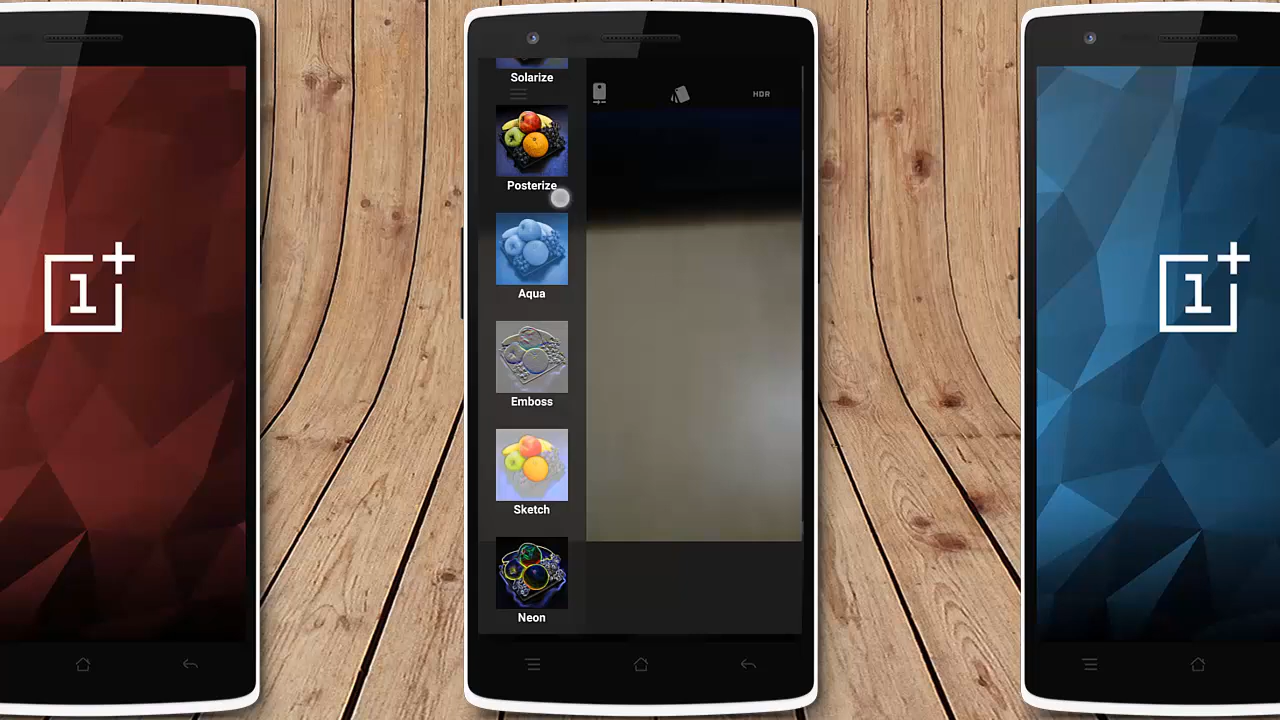 Solarize
HDR
Posterize
Aqua
Emboss
Sketch
Neon
1+
1+